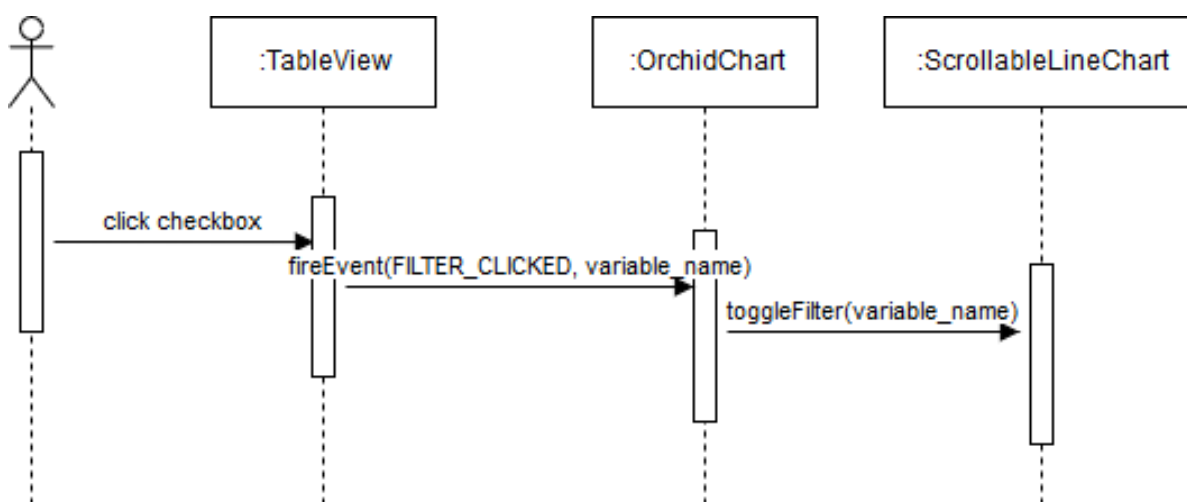 :TableView
:OrchidChart
:ScrollableLineChart
click checkbox
fireEvent(FILTER_CLICKED, variable_name)
toggleFilter(variable_name)